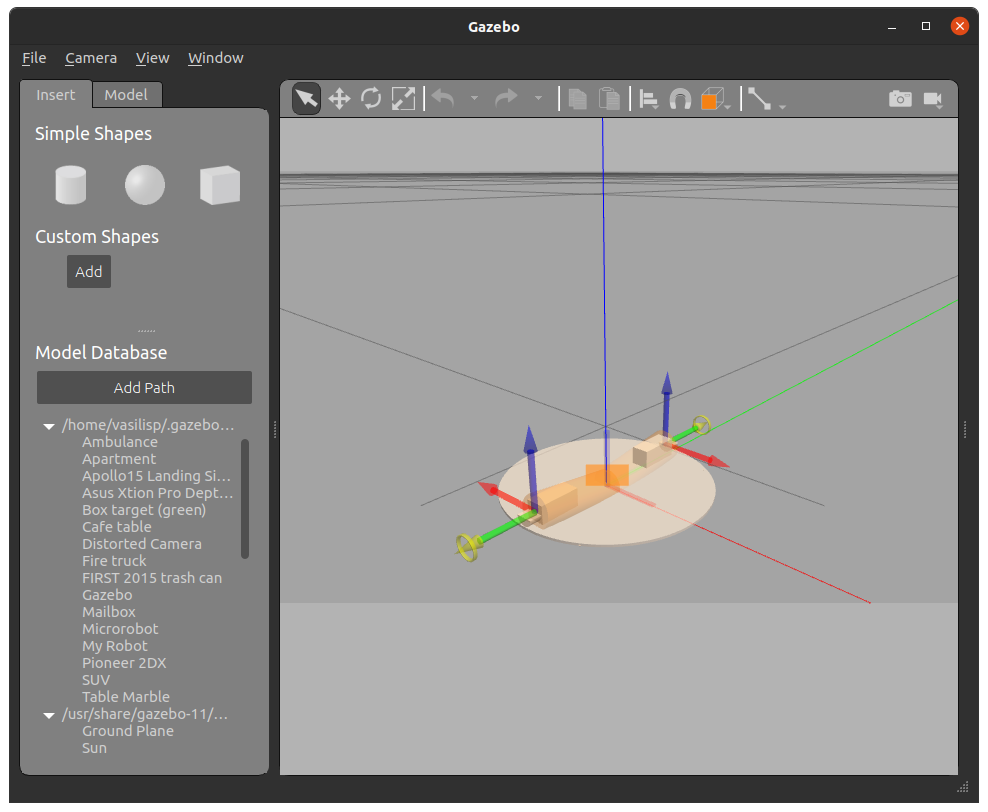 Gazebo
File Camera View Window
Insert Model
Simple Shapes
Custom Shapes
Add
Model Database
Add Path
/home/vasilisp/.gazebo...
Ambulance
Apartment
Apollo15 Landing Si...
Asus Xtion Pro Dept...
Box target (green)
Cafe table
Distorted Camera
Fire truck
FIRST 2015 trash can
Gazebo
Mailbox
Microrobot
My Robot
Pioneer 2DX
SUV
Table Marble
/usr/share/gazebo-11/...
Ground Plane
Sun